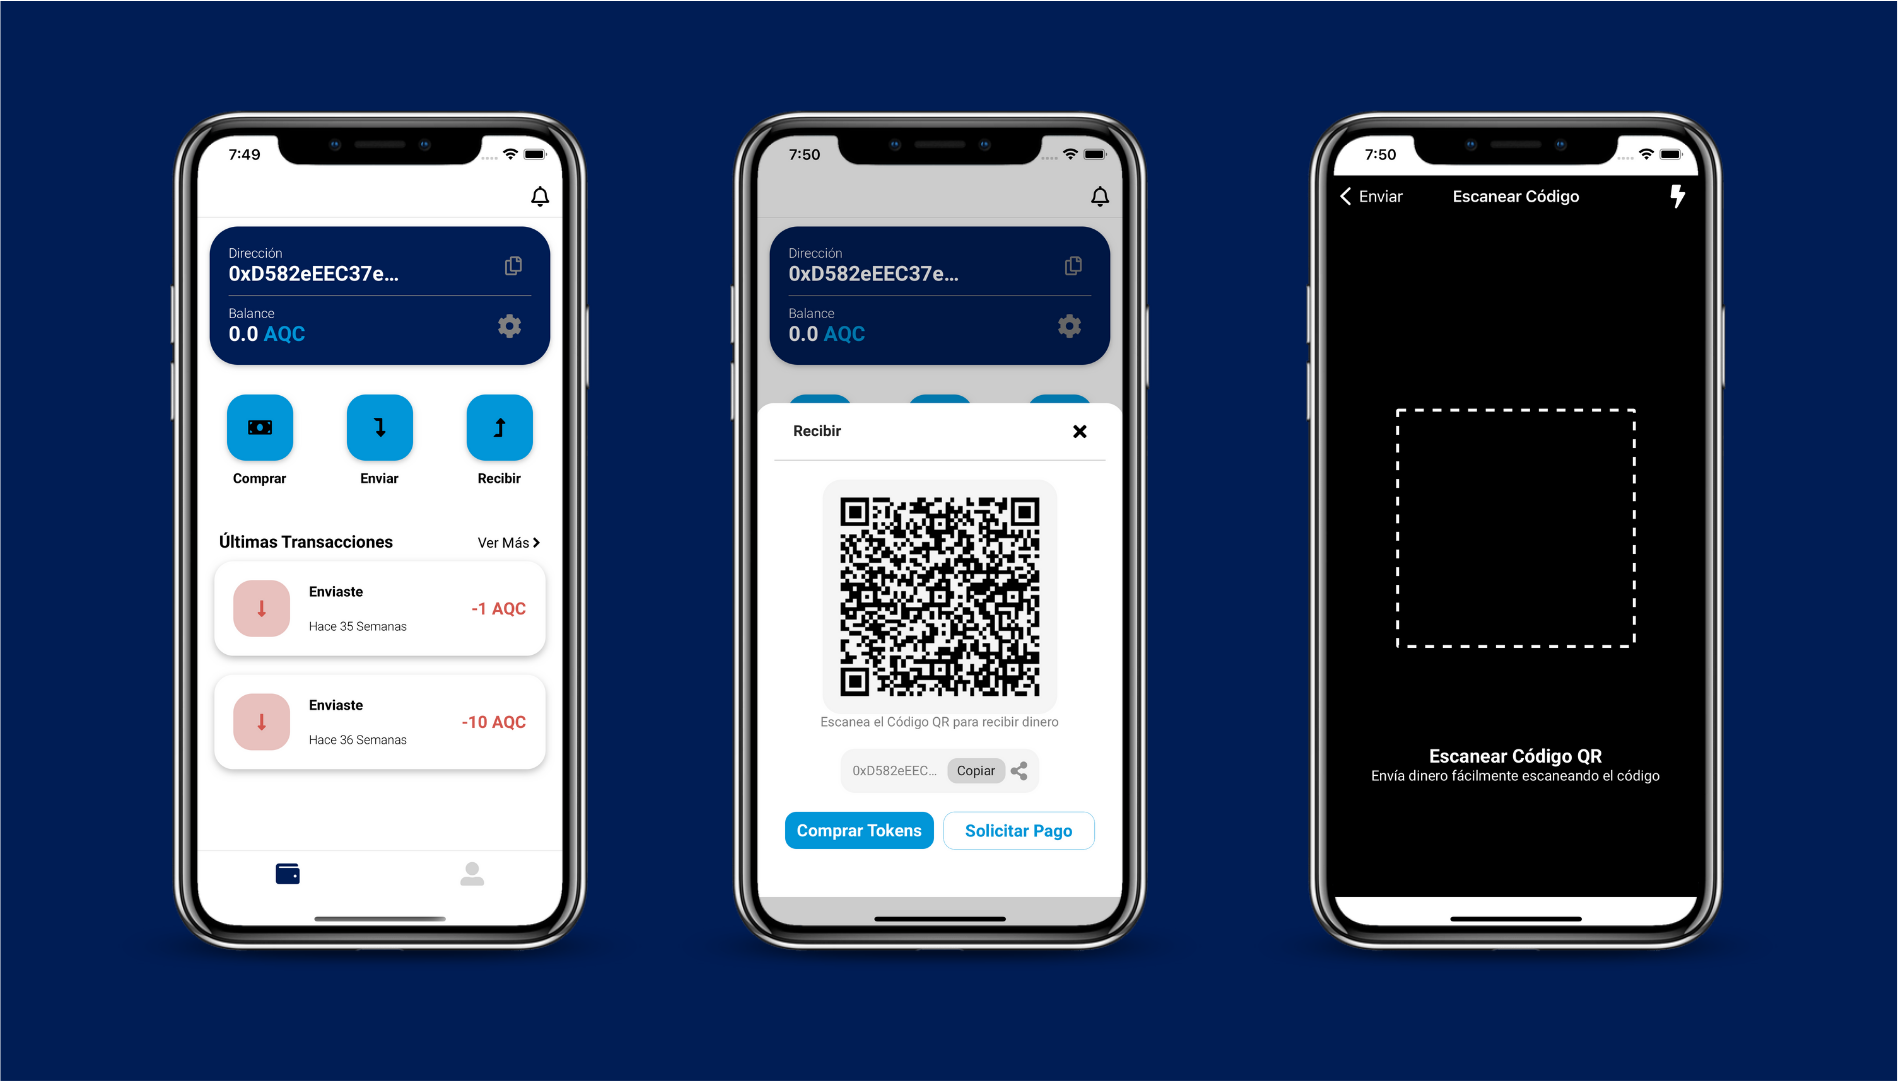 7:49
Dirección
0xD582eEEC37e...
Balance
0.0 AQC
Comprar
Enviar
Recibir
Últimas Transacciones
Ver Más
Enviaste
-1 AQC
Hace 35 Semanas
Enviaste
-10 AQC
Hace 36 Semanas
7:50
Dirección
0xD582eEEC37e...
Balance
0.0 AQC
Recibir
Escanea el Código QR para recibir dinero
0xD582eEEC...
Copiar
Comprar Tokens
Solicitar Pago
7:50
Enviar
Escanear Código
Escanear Código QR
Envía dinero fácilmente escaneando el código